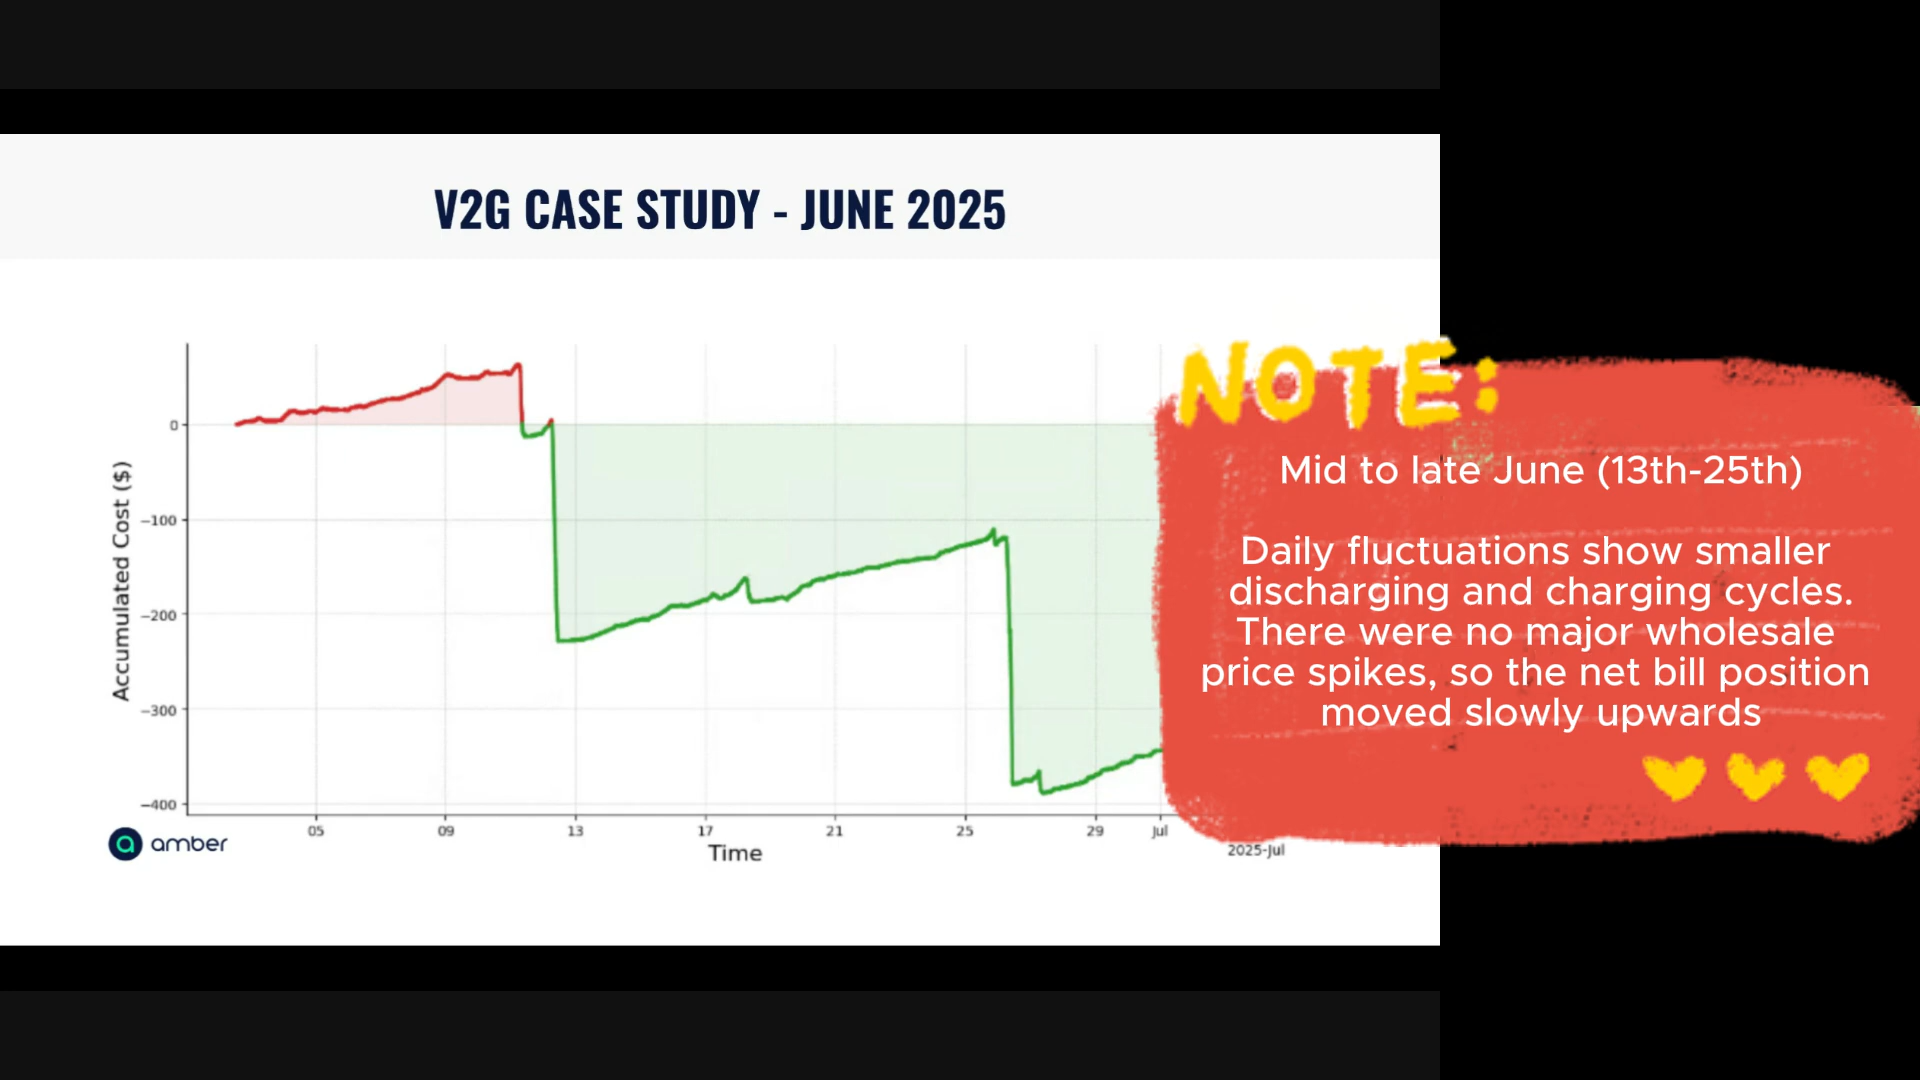 V2G CASE STUDY - JUNE 2025
NOTE:
Mid to late June (13th-25th)
Daily fluctuations show smaller
discharging and charging cycles.
There were no major wholesale
price spikes, so the net bill position
moved slowly upwards
Accumulated Cost ($)
0
−100
−200
−300
−400
05
09
13
17
21
25
29
Jul
2025-Jul
Time
amber